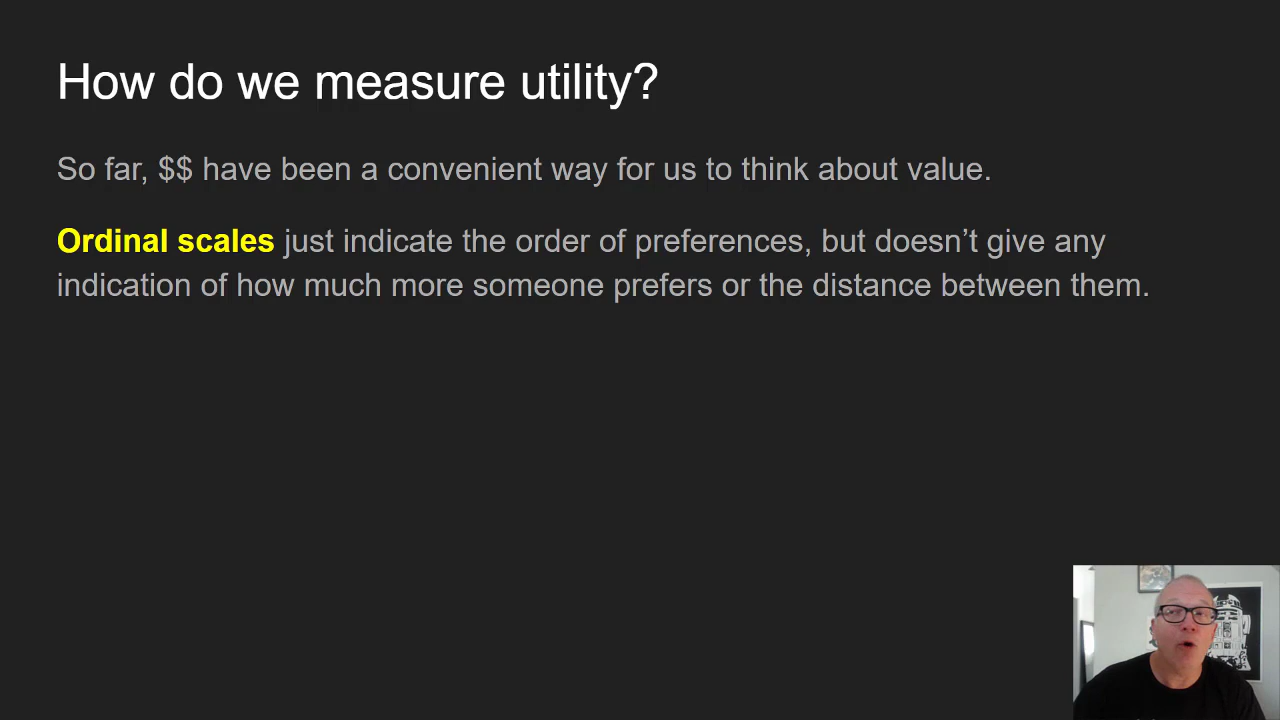 How do we measure utility?
So far, $$ have been a convenient way for us to think about value.
Ordinal scales just indicate the order of preferences, but doesn’t give any
indication of how much more someone prefers or the distance between them.